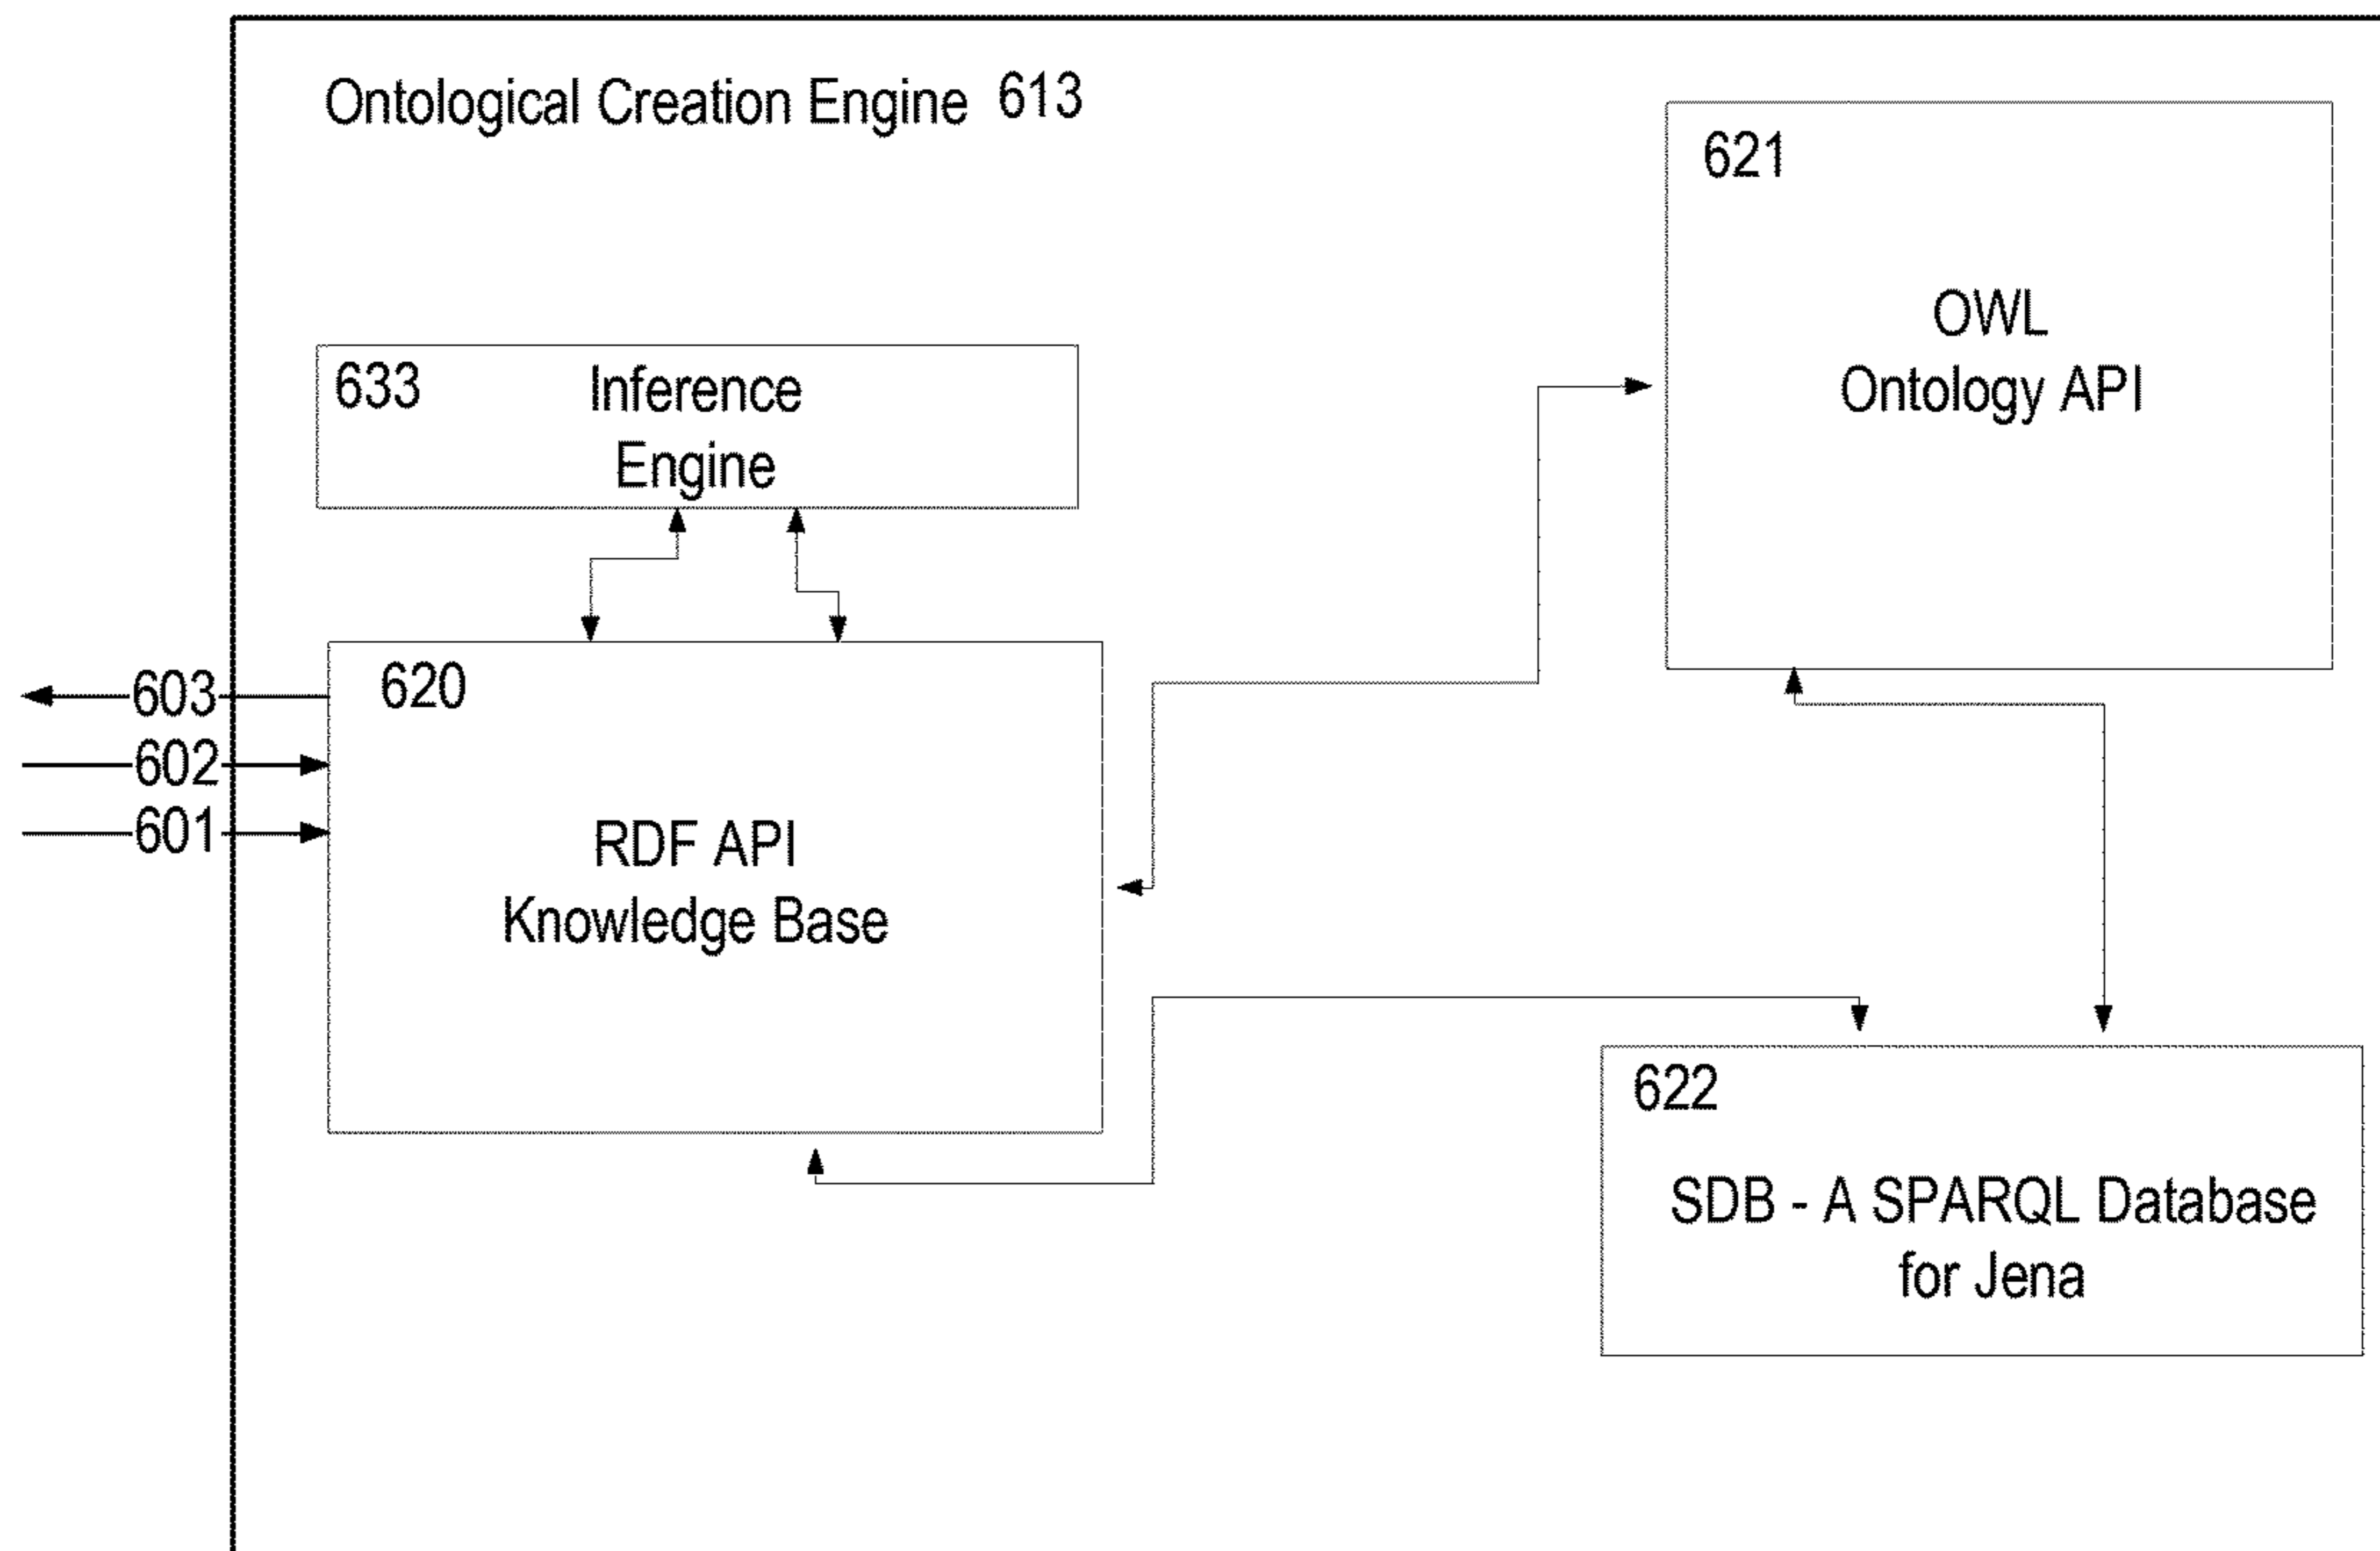 Ontological Creation Engine 613
621
OWL
Ontology API
633
Inference
Engine
603
602
601
620
RDF API
Knowledge Base
622
SDB - A SPARQL Database
for Jena